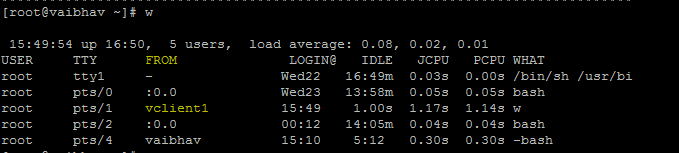 [root@vaibhav ~]# w
15:49:54 up 16:50, 5 users, load average: 0.08, 0.02, 0.01
USER TTY FROM LOGIN@ IDLE JCPU PCPU WHAT
root tty1 - Wed22 16:49m 0.03s 0.00s /bin/sh /usr/bi
root pts/0 :0.0 Wed23 13:58m 0.05s 0.05s bash
root pts/1 vclient1 15:49 1.00s 1.17s 1.14s w
root pts/2 :0.0 00:12 14:05m 0.04s 0.04s bash
root pts/4 vaibhav 15:10 5:12 0.30s 0.30s -bash